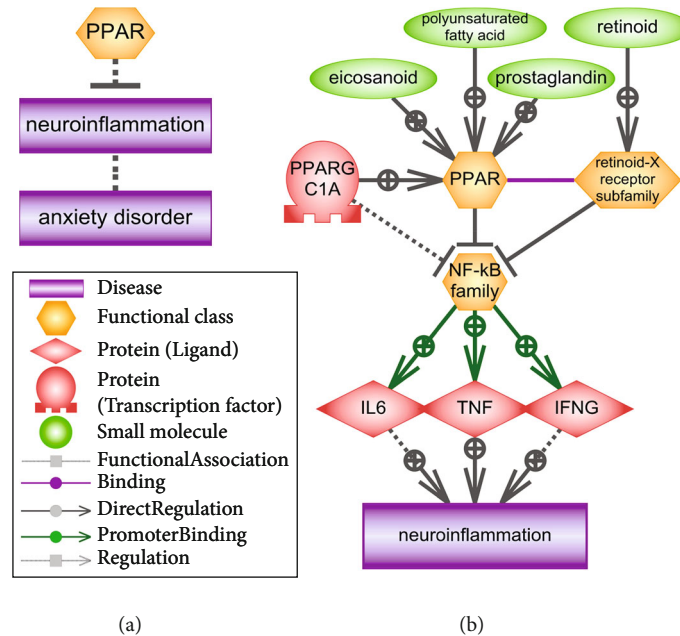 PPAR
neuroinflammation
anxiety disorder
Disease
Functional class
Protein (Ligand)
Protein
(Transcription factor)
Small molecule
FunctionalAssociation
Binding
DirectRegulation
PromoterBinding
Regulation
(a)
polyunsaturated
fatty acid
retinoid
eicosanoid
prostaglandin
PPARG
C1A
PPAR
retinoid-X
receptor
subfamily
NF-kB
family
IL6
TNF
IFNG
neuroinflammation
(b)